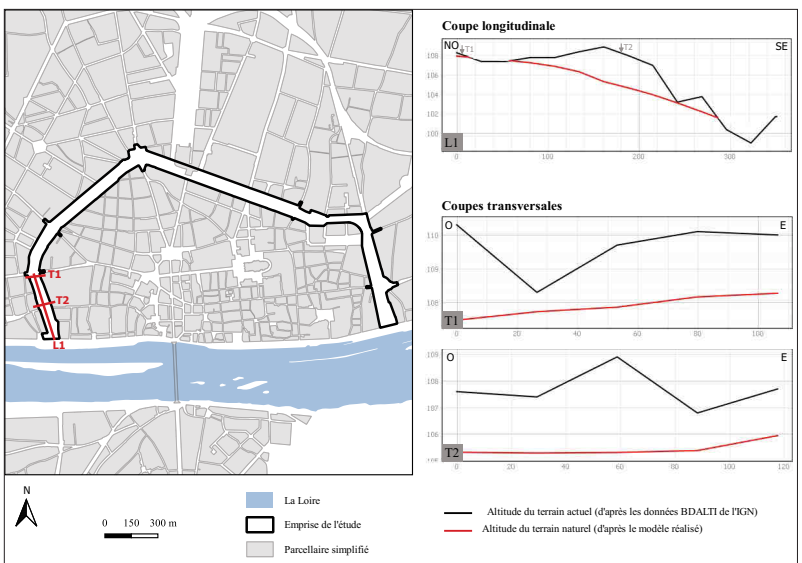 T1
T2
L1
N
0 150 300 m
La Loire
Emprise de l'étude
Parcellaire simplifié
Coupe longitudinale
NO
T1
T2
SE
108
106
104
102
100
L1
0 100 200 300
Coupes transversales
O
E
110
109
108
T1
0 20 40 60 80 100
O
E
109
108
107
106
105
T2
0 20 40 60 80 100 120
Altitude du terrain actuel (d'après les données BDALTI de l'IGN)
Altitude du terrain naturel (d'après le modèle réalisé)